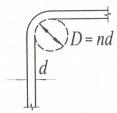 D = nd
d